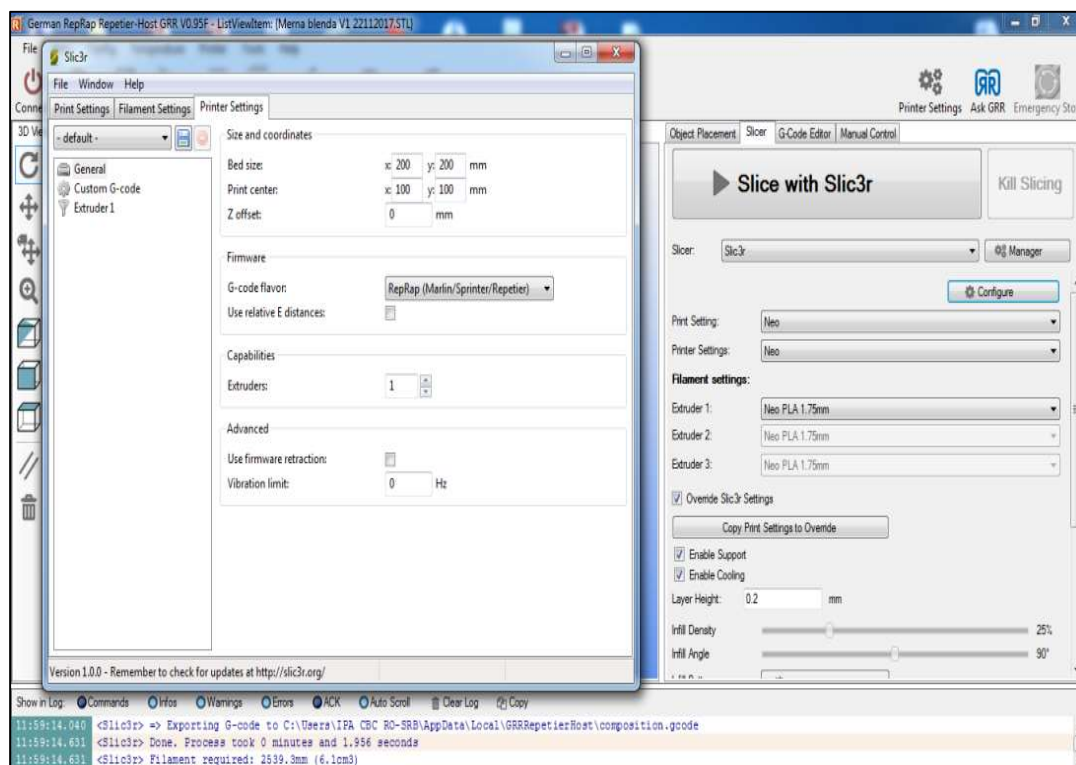 German RepRap Repetier-Host GRR V0.95F - ListViewItem: {Merna blenda V1 22112017.STL}
File
Slic3r
File Window Help
Conne
Print Settings Filament Settings Printer Settings
Printer Settings Ask GRR Emergency Sto
3D Vie
- default -
General
Custom G-code
Extruder 1
Size and coordinates
Bed size: x: 200 y: 200 mm
Print center: x: 100 y: 100 mm
Z offset: 0 mm
Firmware
G-code flavor: RepRap (Marlin/Sprinter/Repetier)
Use relative E distances:
Capabilities
Extruders: 1
Advanced
Use firmware retraction:
Vibration limit: 0 Hz
Version 1.0.0 - Remember to check for updates at http://slic3r.org/
Object Placement Slicer G-Code Editor Manual Control
Slice with Slic3r Kill Slicing
Slicer: Slic3r Manager
Configure
Print Setting: Neo
Printer Settings: Neo
Filament settings:
Extruder 1: Neo PLA 1.75mm
Extruder 2: Neo PLA 1.75mm
Extruder 3: Neo PLA 1.75mm
Override Slic3r Settings
Copy Print Settings to Override
Enable Support
Enable Cooling
Layer Height: 0.2 mm
Infill Density 25%
Infill Angle 90°
Show in Log: Commands Infos Warnings Errors ACK Auto Scroll Clear Log Copy
11:59:14.040 <Slic3r> => Exporting G-code to C:\Users\IPA CBC RO-SRB\AppData\Local\GRRRepetierHost\composition.gcode
11:59:14.631 <Slic3r> Done. Process took 0 minutes and 1.956 seconds
11:59:14.631 <Slic3r> Filament required: 2539.3mm (6.1cm3)